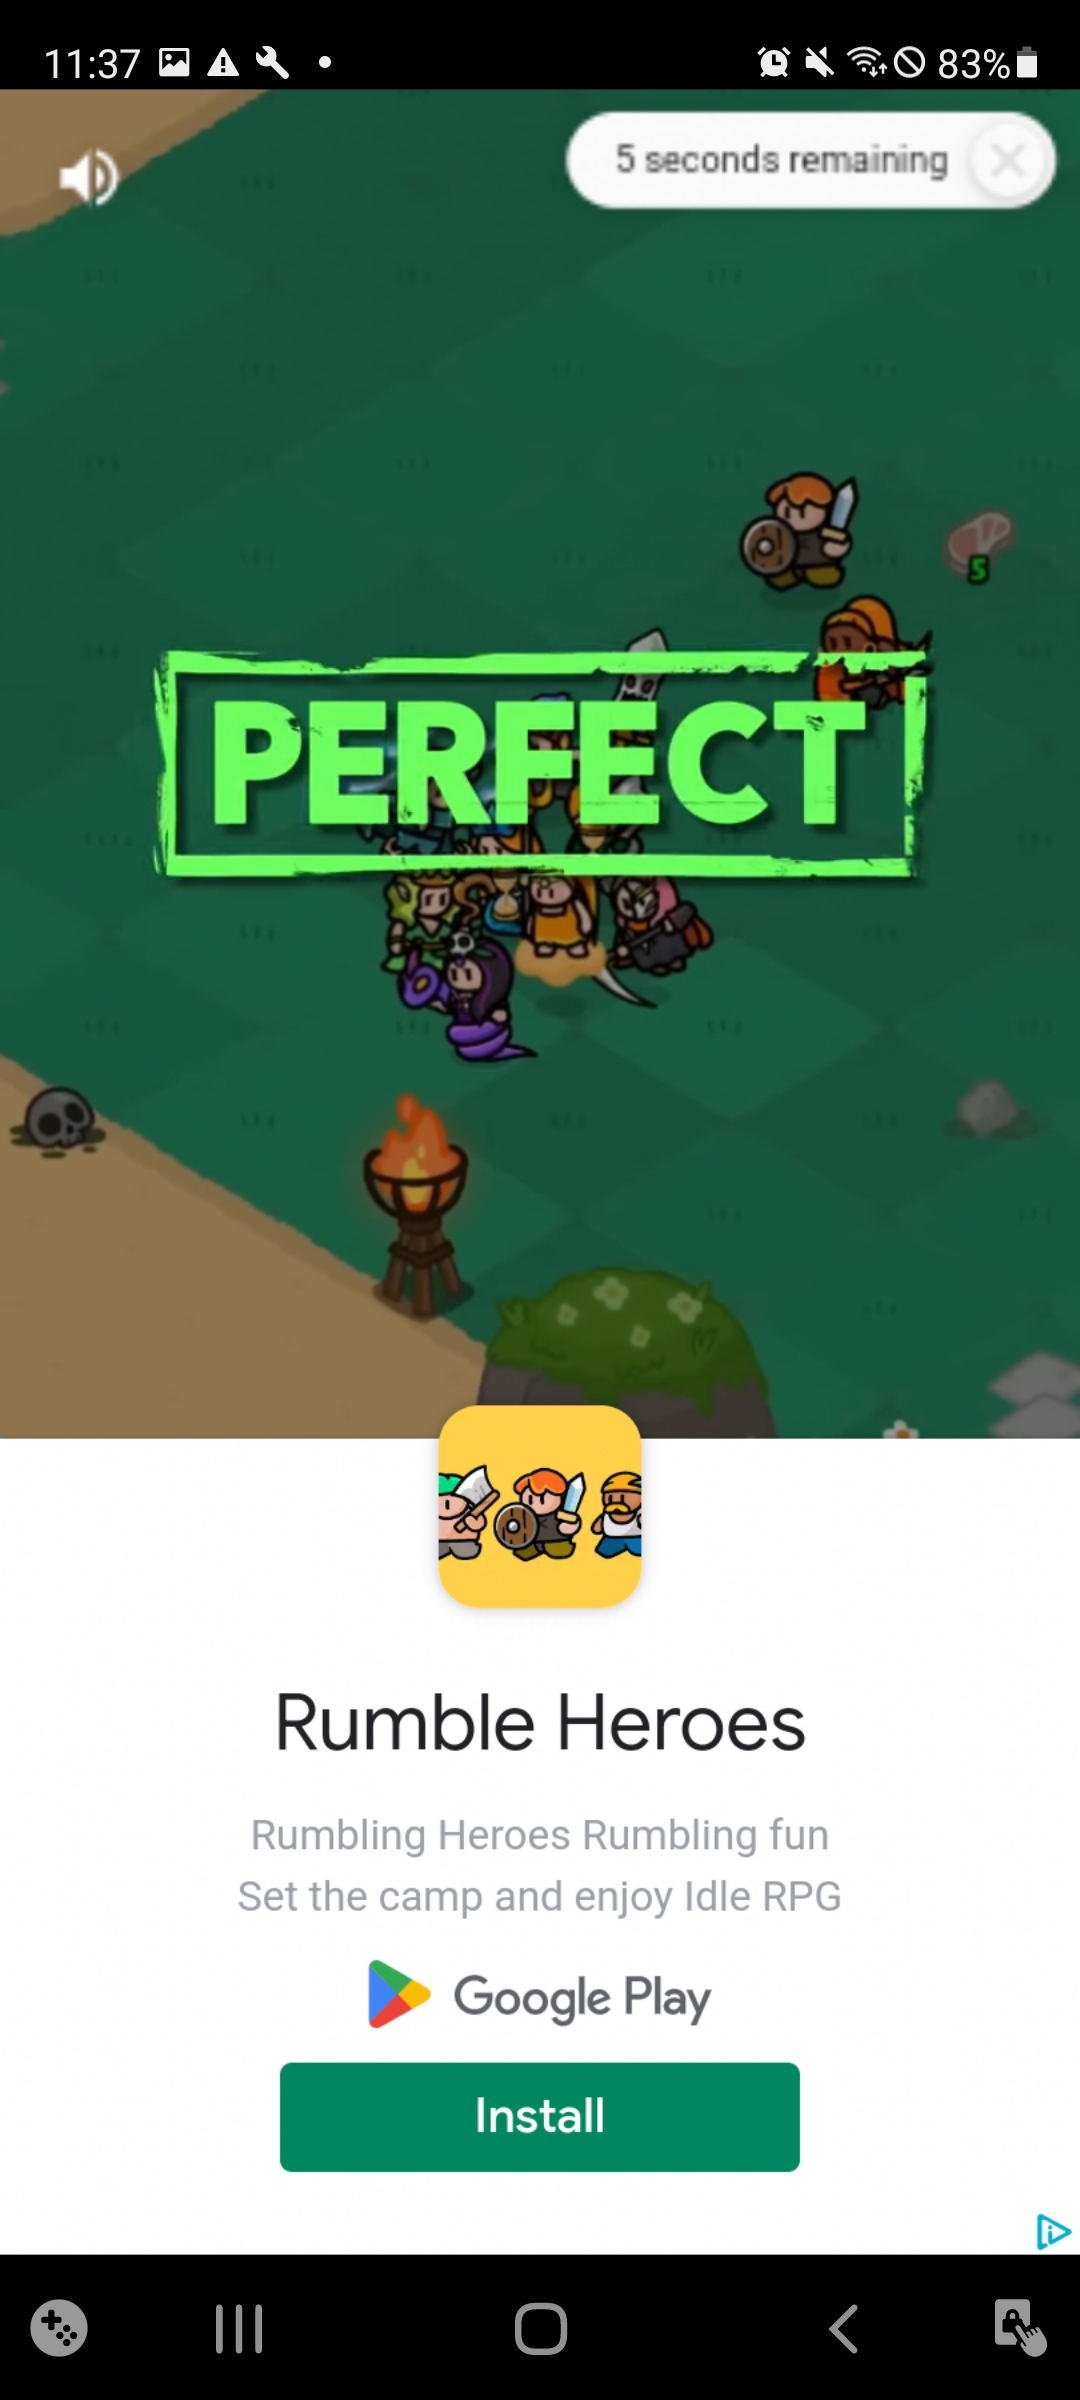 11:37
83%
5 seconds remaining
5
PERFECT
Rumble Heroes
Rumbling Heroes Rumbling fun
Set the camp and enjoy Idle RPG
Google Play
Install